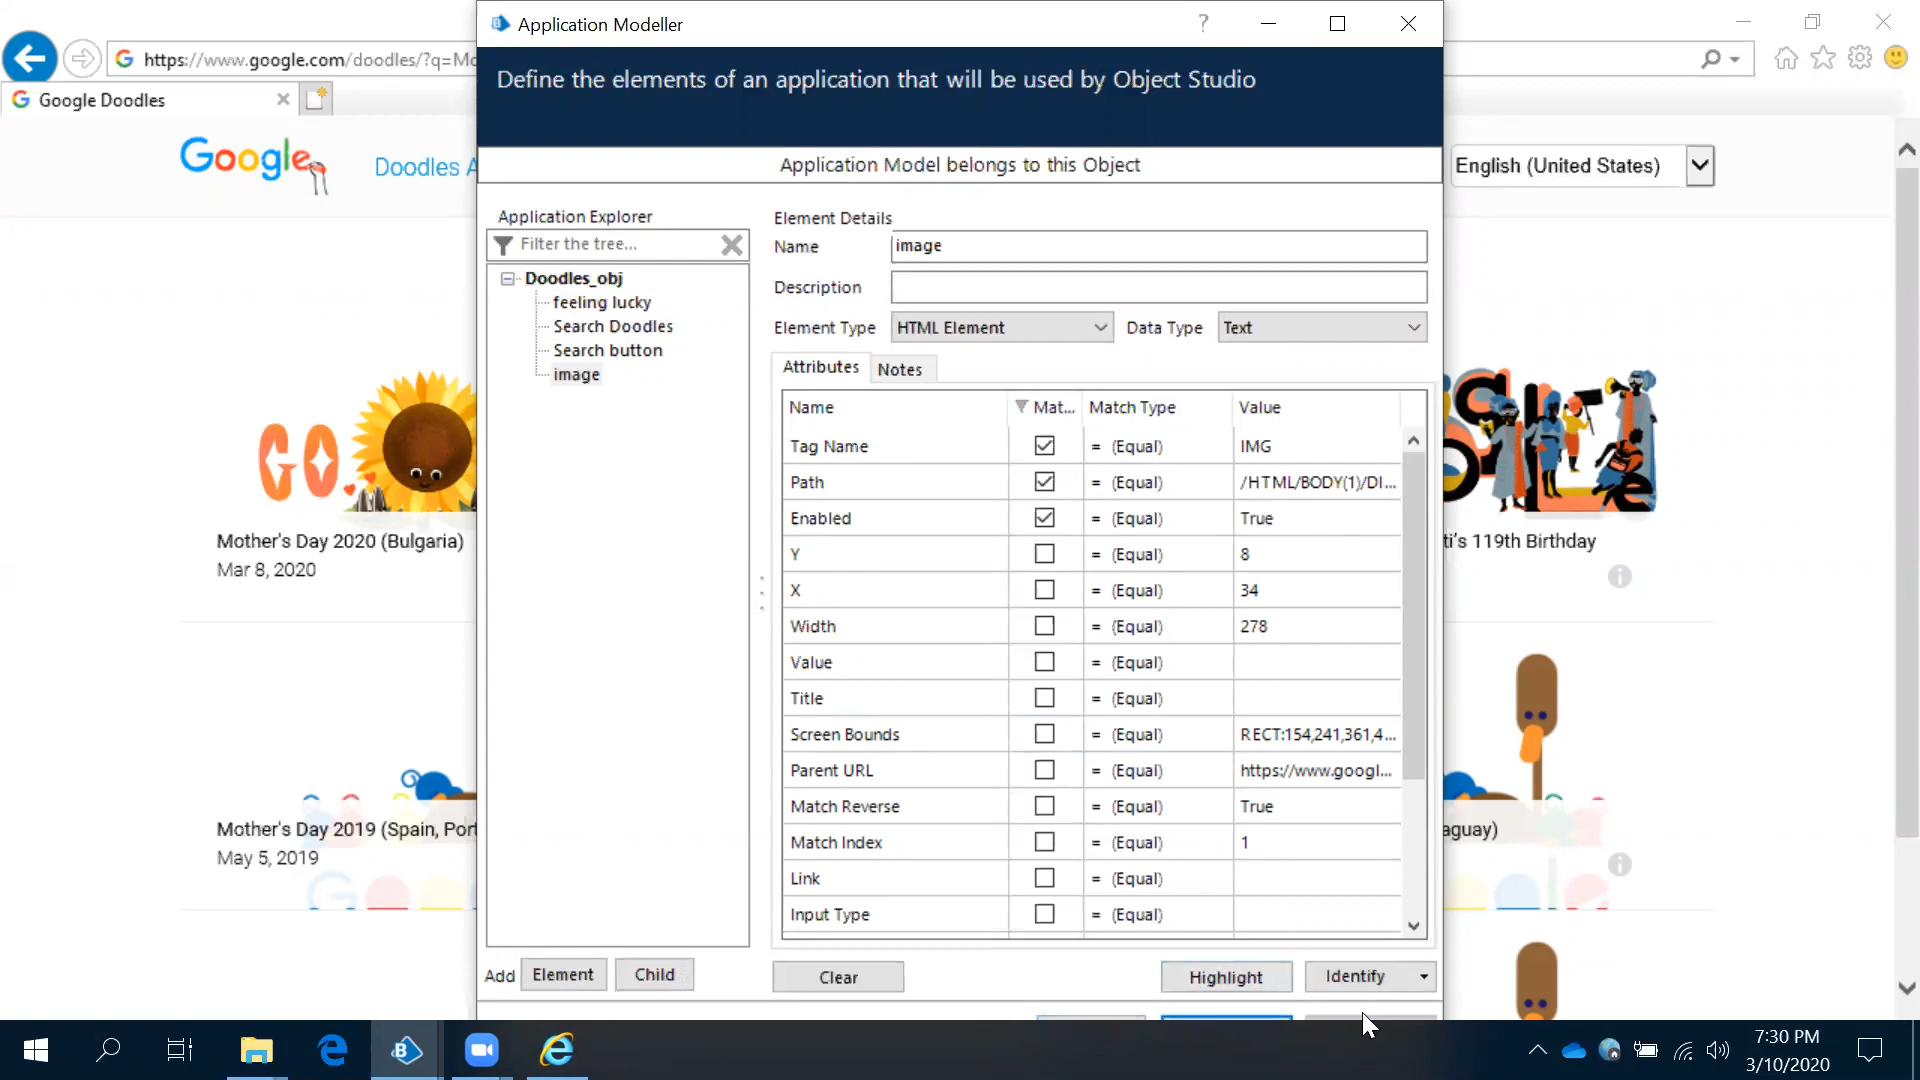 Application Modeller
?
https://www.google.com/doodles/?q=Mo
Google Doodles
Define the elements of an application that will be used by Object Studio
Google
Doodles A
Application Model belongs to this Object
English (United States)
Application Explorer
Filter the tree...
Doodles_obj
feeling lucky
Search Doodles
Search button
image
Element Details
Name image
Description
Element Type HTML Element Data Type Text
Attributes Notes
Name Mat... Match Type Value
Tag Name = (Equal) IMG
Path = (Equal) /HTML/BODY(1)/DI...
Enabled = (Equal) True
Y = (Equal) 8
X = (Equal) 34
Width = (Equal) 278
Value = (Equal)
Title = (Equal)
Screen Bounds = (Equal) RECT:154,241,361,4...
Parent URL = (Equal) https://www.googl...
Match Reverse = (Equal) True
Match Index = (Equal) 1
Link = (Equal)
Input Type = (Equal)
GO
Mother's Day 2020 (Bulgaria)
Mar 8, 2020
Mother's Day 2019 (Spain, Port
May 5, 2019
ti's 119th Birthday
aguay)
Add Element Child
Clear Highlight Identify
7:30 PM
3/10/2020